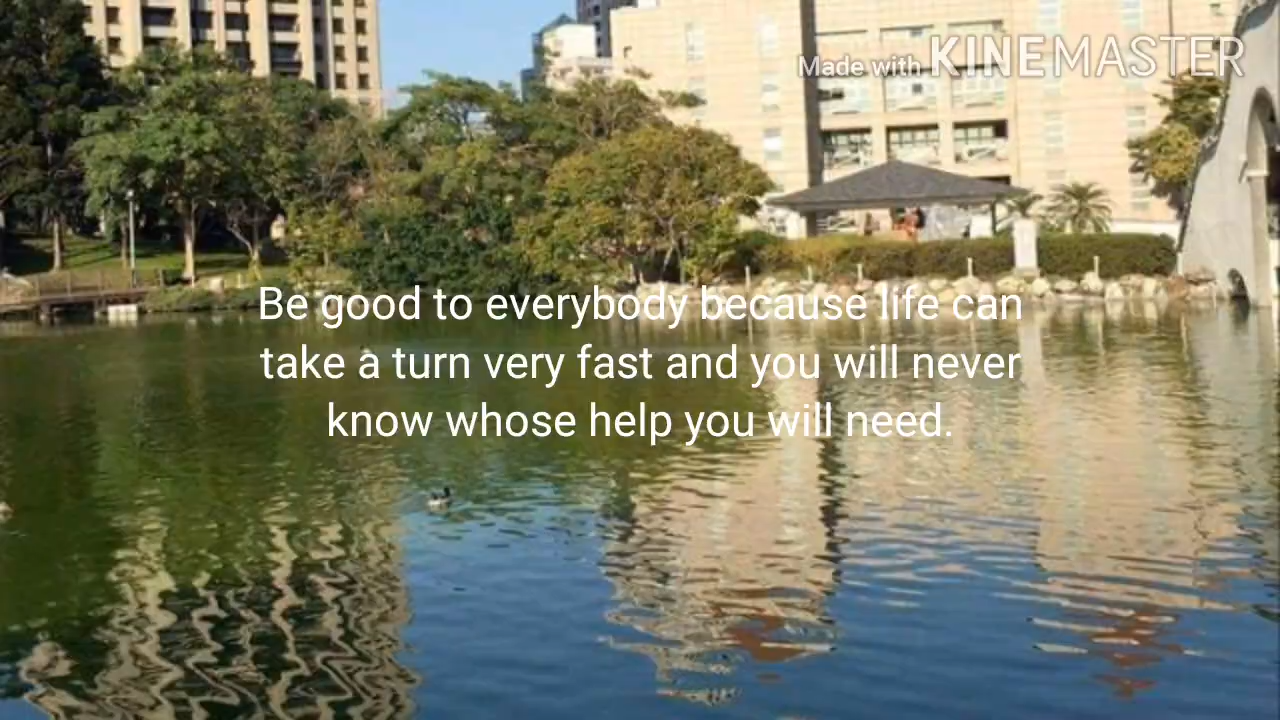 Made with KINEMASTER
Be good to everybody because life can
take a turn very fast and you will never
know whose help you will need.